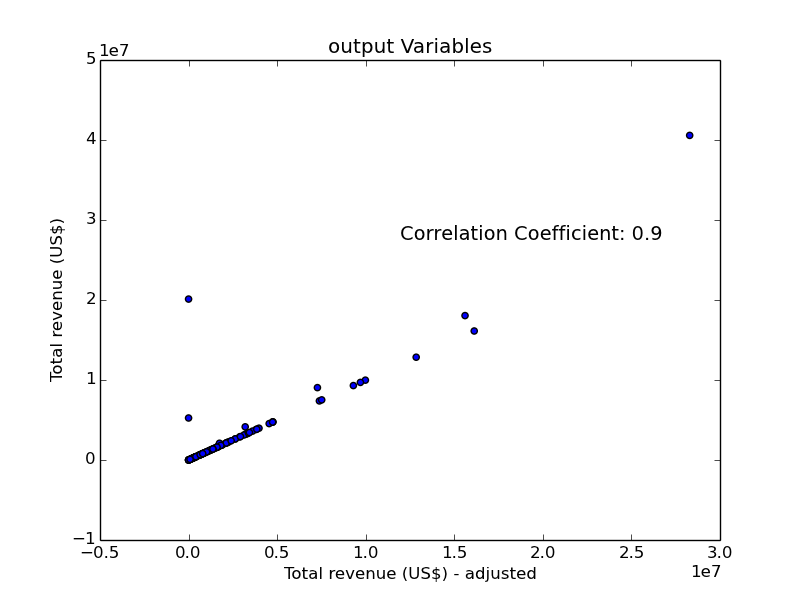 output Variables
1e7
5
4
3
2
1
0
−1
Total revenue (US$)
Correlation Coefficient: 0.9
−0.5
0.0
0.5
1.0
1.5
2.0
2.5
3.0
1e7
Total revenue (US$) - adjusted